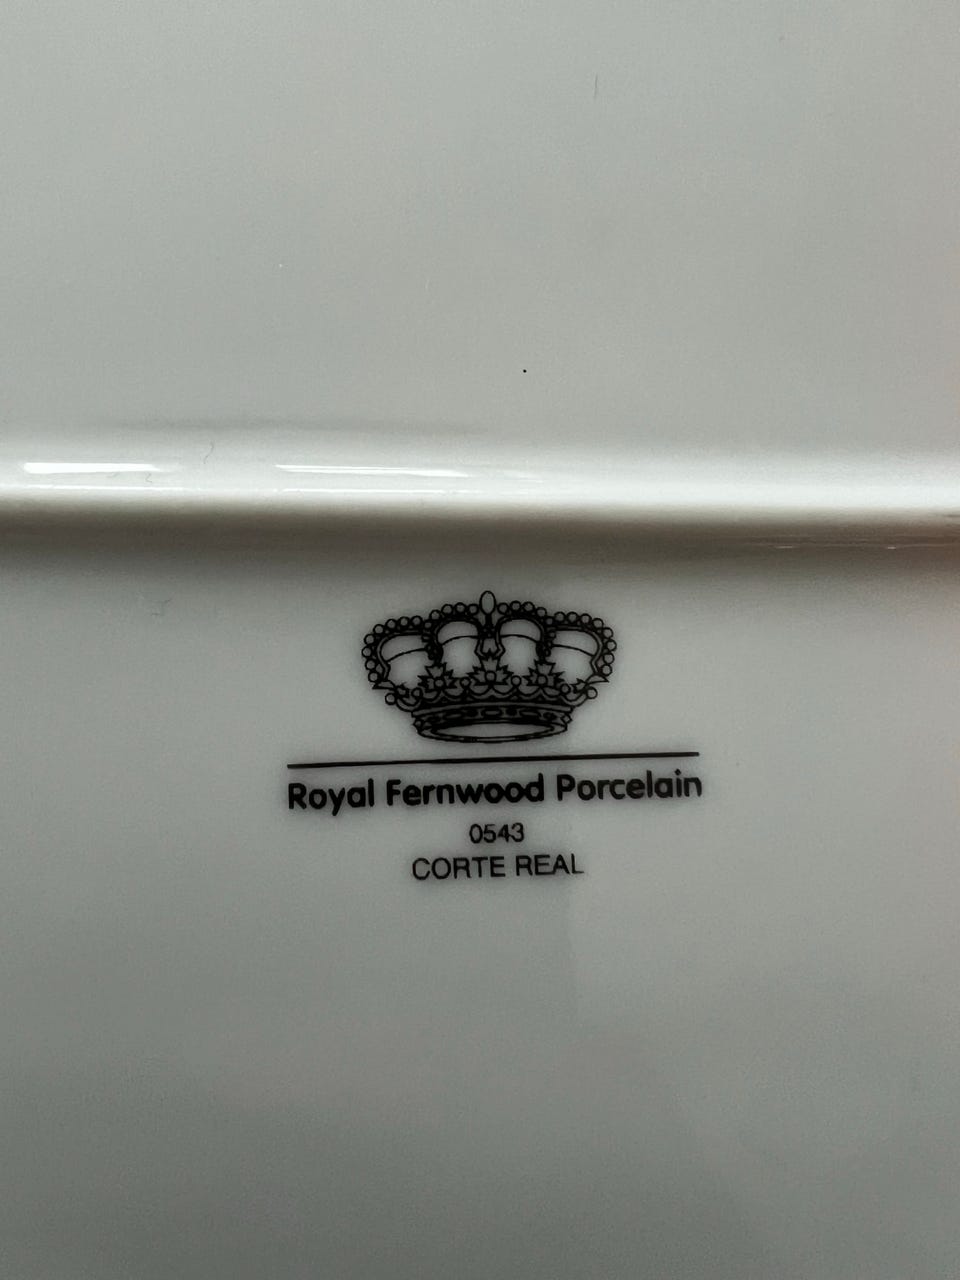 Royal Fernwood Porcelain
0543
CORTE REAL